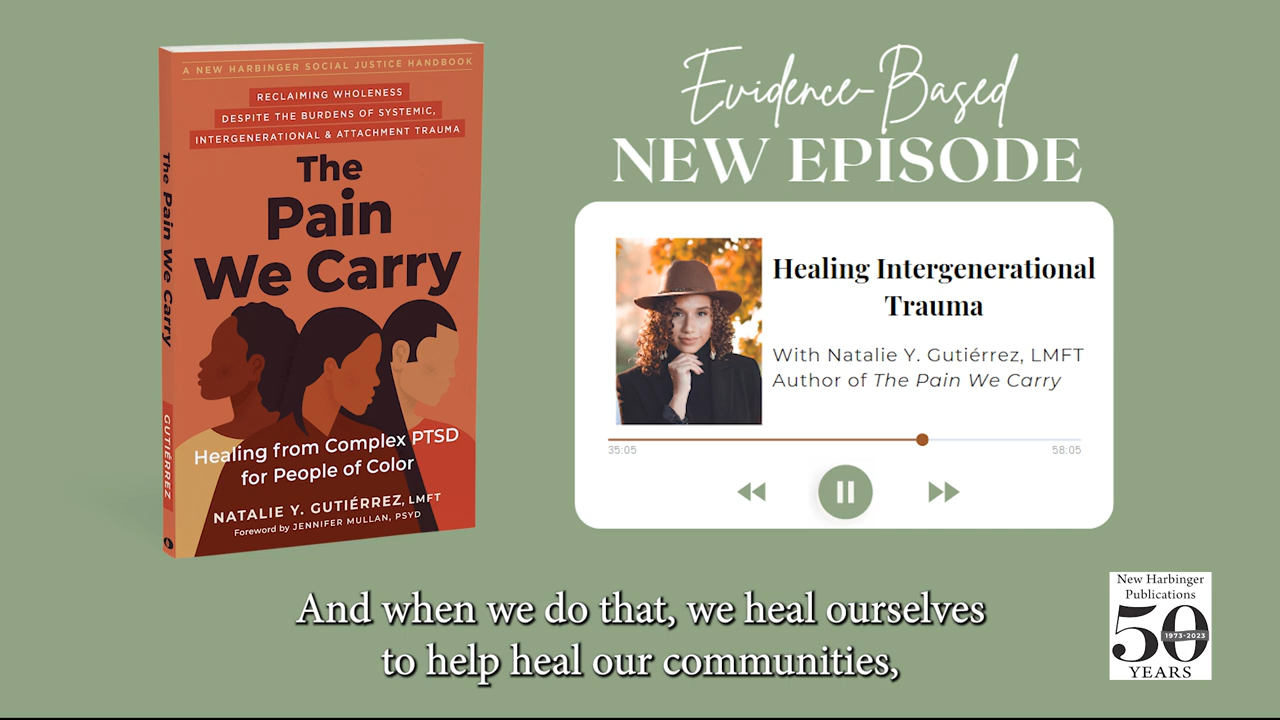 A NEW HARBINGER SOCIAL JUSTICE HANDBOOK
RECLAIMING WHOLENESS
DESPITE THE BURDENS OF SYSTEMIC,
INTERGENERATIONAL & ATTACHMENT TRAUMA
The
Pain
We Carry
Healing from Complex PTSD
for People of Color
NATALIE Y. GUTIÉRREZ, LMFT
Foreword by JENNIFER MULLAN, PSYD
The Pain We Carry
GUTIÉRREZ
Evidence-Based
NEW EPISODE
Healing Intergenerational
Trauma
With Natalie Y. Gutiérrez, LMFT
Author of The Pain We Carry
35:05
58:05
And when we do that, we heal ourselves
to help heal our communities,
New Harbinger
Publications
50
1973-2023
YEARS